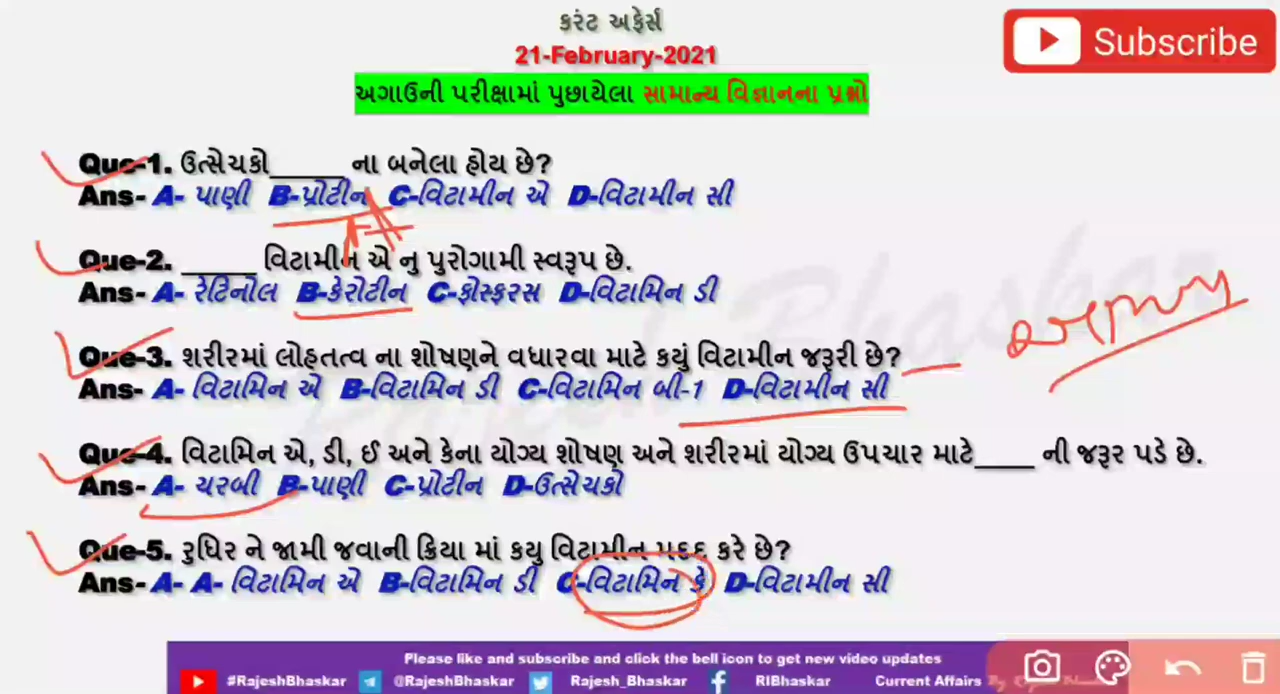 કરંટ અફેર્સ
Subscribe
21-February-2021
અગાઉની પરીક્ષામાં પુછાયેલા સામાન્ય વિજ્ઞાનના પ્રશ્નો
Que-1. ઉત્સેચકો_____ ના બનેલા હોય છે?
Ans- A- પાણી B-પ્રોટીન C-વિટામીન એ D-વિટામીન સી
Que-2. _____ વિટામીન એ નુ પુરોગામી સ્વરૂપ છે.
Ans- A- રેટિનોલ B-કેરોટીન C-ફોસ્ફરસ D-વિટામિન ડી
Que-3. શરીરમાં લોહતત્વ ના શોષણને વધારવા માટે કયું વિટામીન જરૂરી છે?
Ans- A- વિટામિન એ B-વિટામિન ડી C-વિટામિન બી-1 D-વિટામીન સી
Que-4. વિટામિન એ, ડી, ઈ અને કેના યોગ્ય શોષણ અને શરીરમાં યોગ્ય ઉપચાર માટે____ ની જરૂર પડે છે.
Ans- A- ચરબી B-પાણી C-પ્રોટીન D-ઉત્સેચકો
Que-5. રુધિર ને જામી જવાની ક્રિયા માં કયુ વિટામીન મદદ કરે છે?
Ans- A- A- વિટામિન એ B-વિટામિન ડી C-વિટામિન કે D-વિટામીન સી
Please like and subscribe and click the bell icon to get new video updates
#RajeshBhaskar @RajeshBhaskar Rajesh_Bhaskar RIBhaskar Current Affairs By